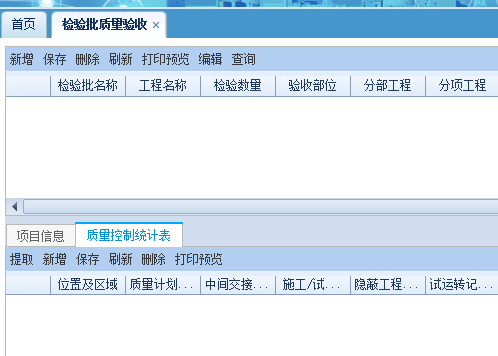 首页 检验批质量验收 ×
新增 保存 删除 刷新 打印预览 编辑 查询
检验批名称 工程名称 检验数量 验收部位 分部工程 分项工程
项目信息 质量控制统计表
提取 新增 保存 刷新 删除 打印预览
位置及区域 质量计划... 中间交接... 施工/试... 隐蔽工程... 试运转记...